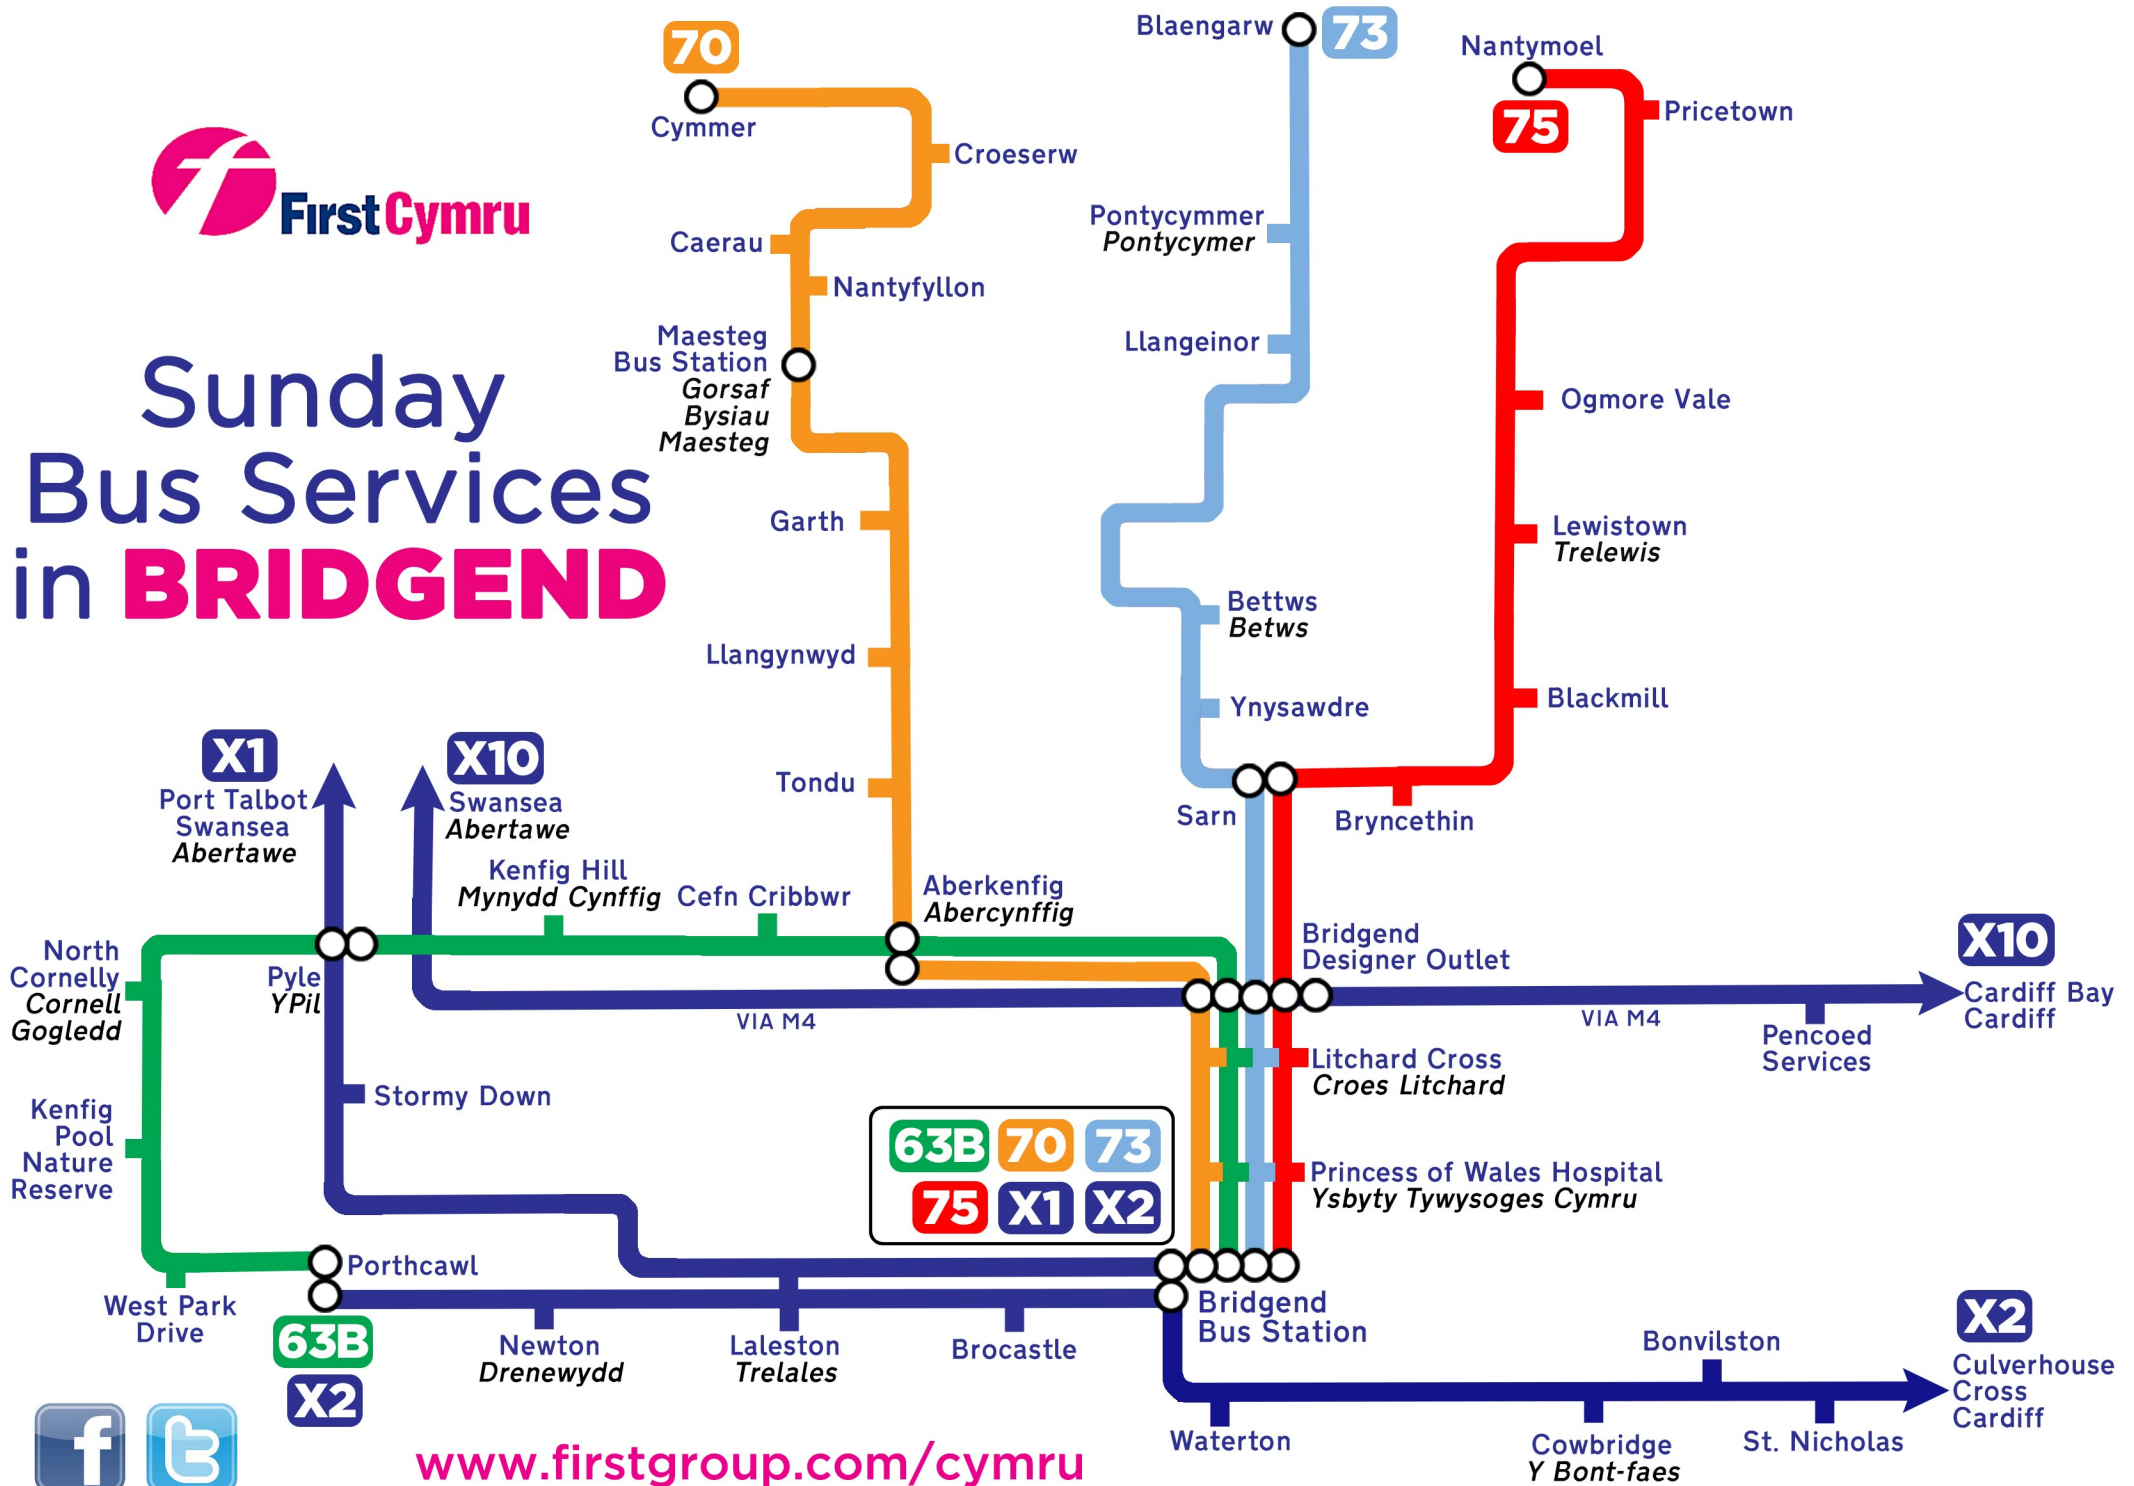 70
Cymmer
Croeserw
Caerau
Nantyfyllon
Maesteg
Bus Station
Gorsaf
Bysiau
Maesteg
Garth
Llangynwyd
Tondu
Blaengarw
73
Pontycymmer
Pontycymer
Llangeinor
Bettws
Betws
Ynysawdre
Sarn
Nantymoel
75
Pricetown
Ogmore Vale
Lewistown
Trelewis
Blackmill
Bryncethin
FirstCymru
Sunday
Bus Services
in BRIDGEND
X1
Port Talbot
Swansea
Abertawe
X10
Swansea
Abertawe
Kenfig Hill
Mynydd Cynffig
Cefn Cribbwr
Aberkenfig
Abercynffig
Bridgend
Designer Outlet
X10
Cardiff Bay
Cardiff
North
Cornelly
Cornell
Gogledd
Pyle
YPil
VIA M4
VIA M4
Pencoed
Services
Stormy Down
Litchard Cross
Croes Litchard
Kenfig
Pool
Nature
Reserve
63B 70 73
75 X1 X2
Princess of Wales Hospital
Ysbyty Tywysoges Cymru
Porthcawl
West Park
Drive
63B
X2
Newton
Drenewydd
Laleston
Trelales
Brocastle
Bridgend
Bus Station
Waterton
Cowbridge
Y Bont-faes
Bonvilston
St. Nicholas
X2
Culverhouse
Cross
Cardiff
f
t
www.firstgroup.com/cymru